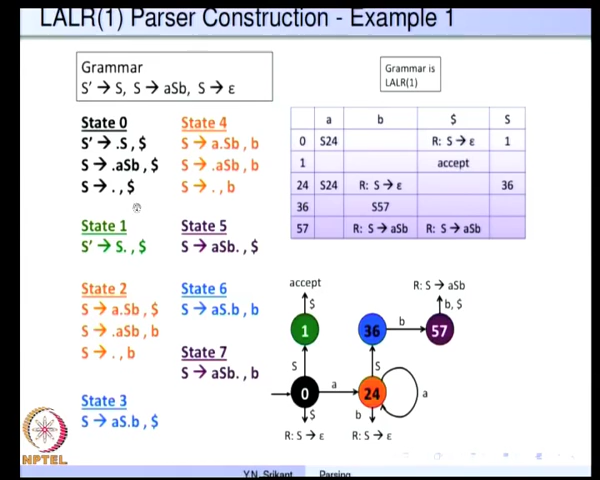 LALR(1) Parser Construction - Example 1
Grammar
S' → S, S → aSb, S → ε
Grammar is
LALR(1)
State 0
S' → .S, $
S → .aSb, $
S → . , $
State 1
S' → S. , $
State 2
S → a.Sb , $
S → .aSb , b
S → . , b
State 3
S → aS.b , $
State 4
S → a.Sb , b
S → .aSb , b
S → . , b
State 5
S → aSb. , $
State 6
S → aS.b , b
State 7
S → aSb. , b
a b $ S
0 S24 R: S → ε 1
1 accept
24 S24 R: S → ε 36
36 S57
57 R: S → aSb R: S → aSb
accept
R: S → aSb
$
b, $
1
36
b
57
S
S
0
a
24
a
$
b
R: S → ε
R: S → ε
NPTEL
Y.N. Srikant Parsing